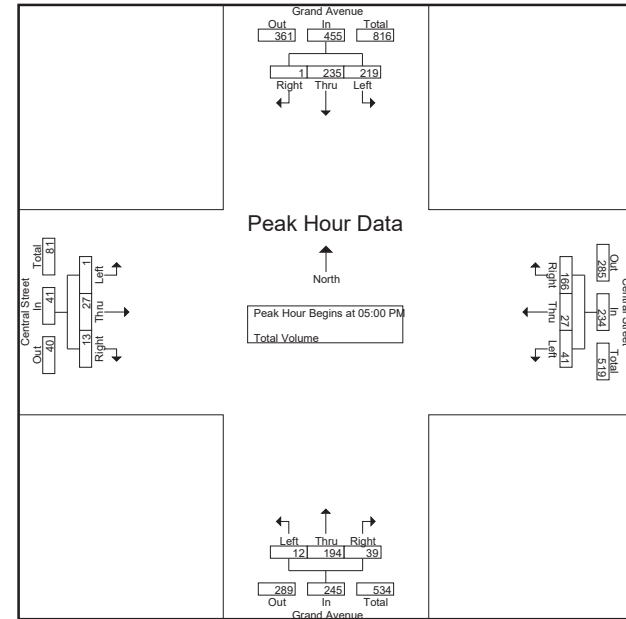 Grand Avenue
Out In Total
361 455 816
1 235 219
Right Thru Left
Peak Hour Data
North
Peak Hour Begins at 05:00 PM
Total Volume
Central Street
Total In Out
81 41 40
1 27 13
Left Thru Right
Right Thru Left
166 27 41
Out In Total
285 234 519
Central Street
Left Thru Right
12 194 39
289 245 534
Out In Total
Grand Avenue